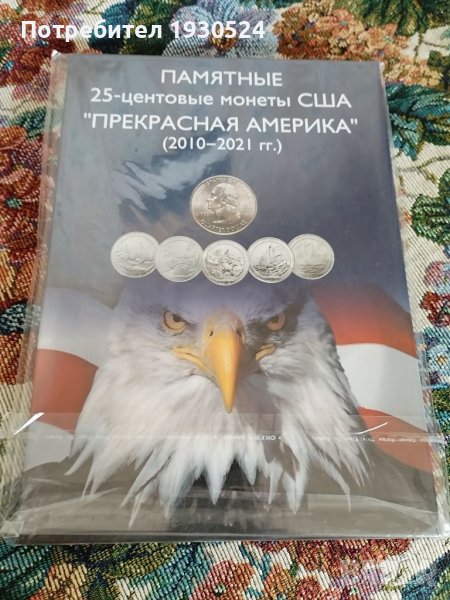 Потребител 1930524
ПАМЯТНЫЕ
25-центовые монеты США
"ПРЕКРАСНАЯ АМЕРИКА"
(2010–2021 гг.)